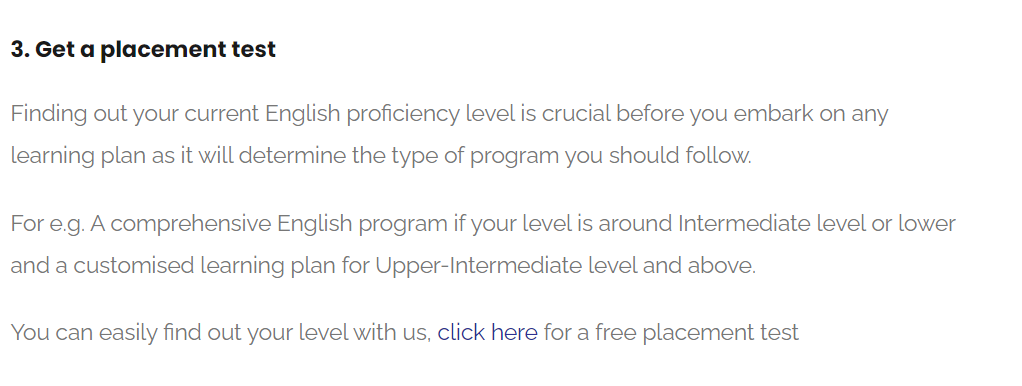 3. Get a placement test
Finding out your current English proficiency level is crucial before you embark on any
learning plan as it will determine the type of program you should follow.
For e.g. A comprehensive English program if your level is around Intermediate level or lower
and a customised learning plan for Upper-Intermediate level and above.
You can easily find out your level with us, click here for a free placement test